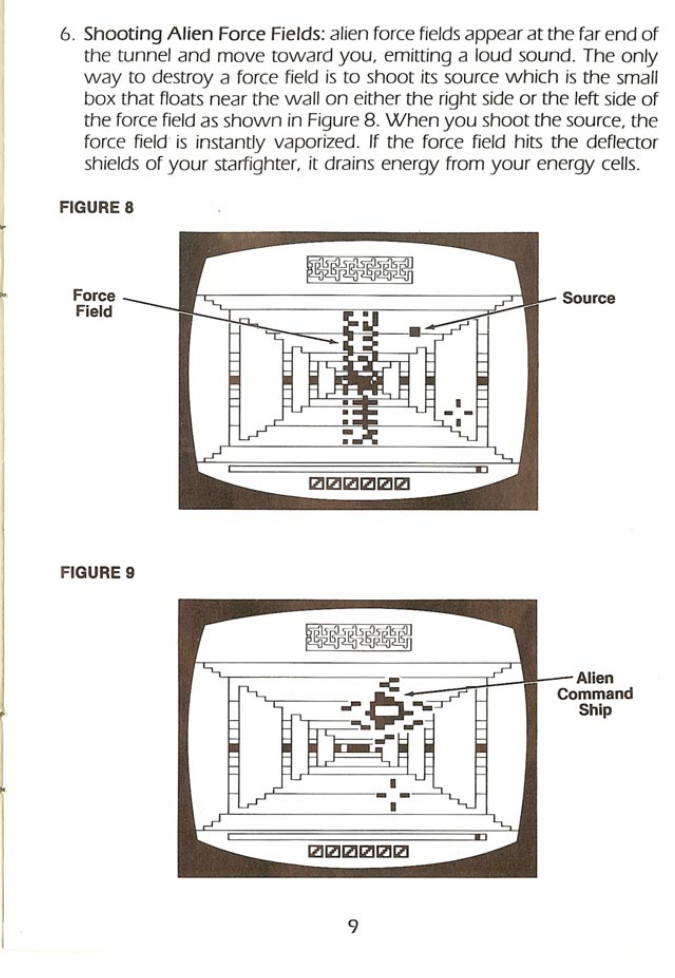 6. Shooting Alien Force Fields: alien force fields appear at the far end of
the tunnel and move toward you, emitting a loud sound. The only
way to destroy a force field is to shoot its source which is the small
box that floats near the wall on either the right side or the left side of
the force field as shown in Figure 8. When you shoot the source, the
force field is instantly vaporized. If the force field hits the deflector
shields of your starfighter, it drains energy from your energy cells.
FIGURE 8
Force
Field
Source
FIGURE 9
Alien
Command
Ship
9